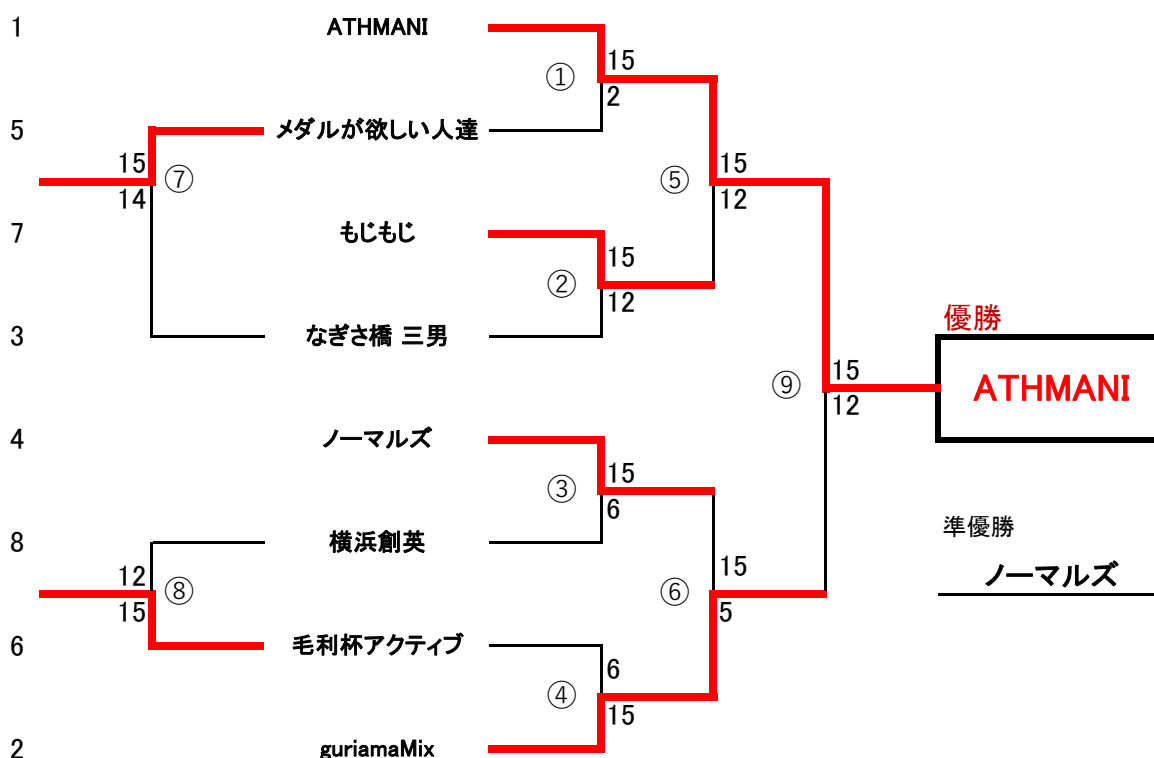 1 ATHMANI
15
①
2
5 メダルが欲しい人達
15
⑦
14
15
⑤
12
7 もじもじ
15
②
12
3 なぎさ橋 三男
優勝
15
⑨
12
ATHMANI
4 ノーマルズ
15
③
6
8 横浜創英
準優勝
12
⑧
15
15
⑥
5
ノーマルズ
6 毛利杯アクティブ
6
④
15
2 guriamaMix